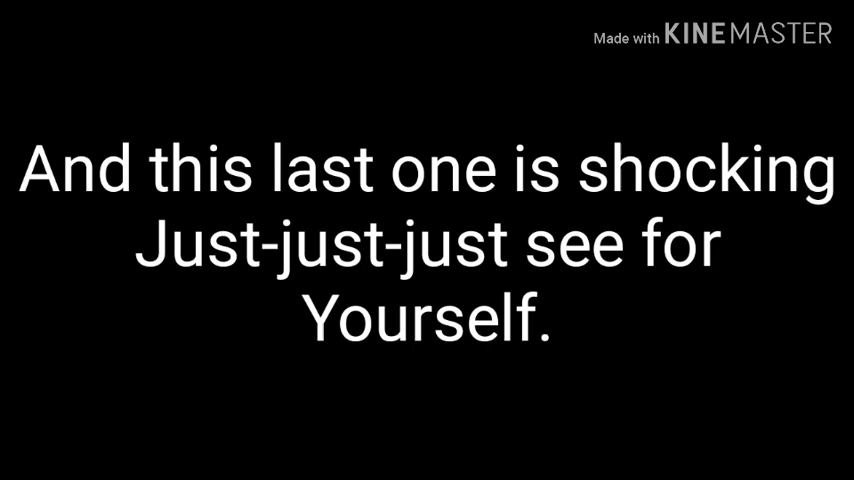 Made with KINEMASTER
And this last one is shocking
Just-just-just see for
Yourself.